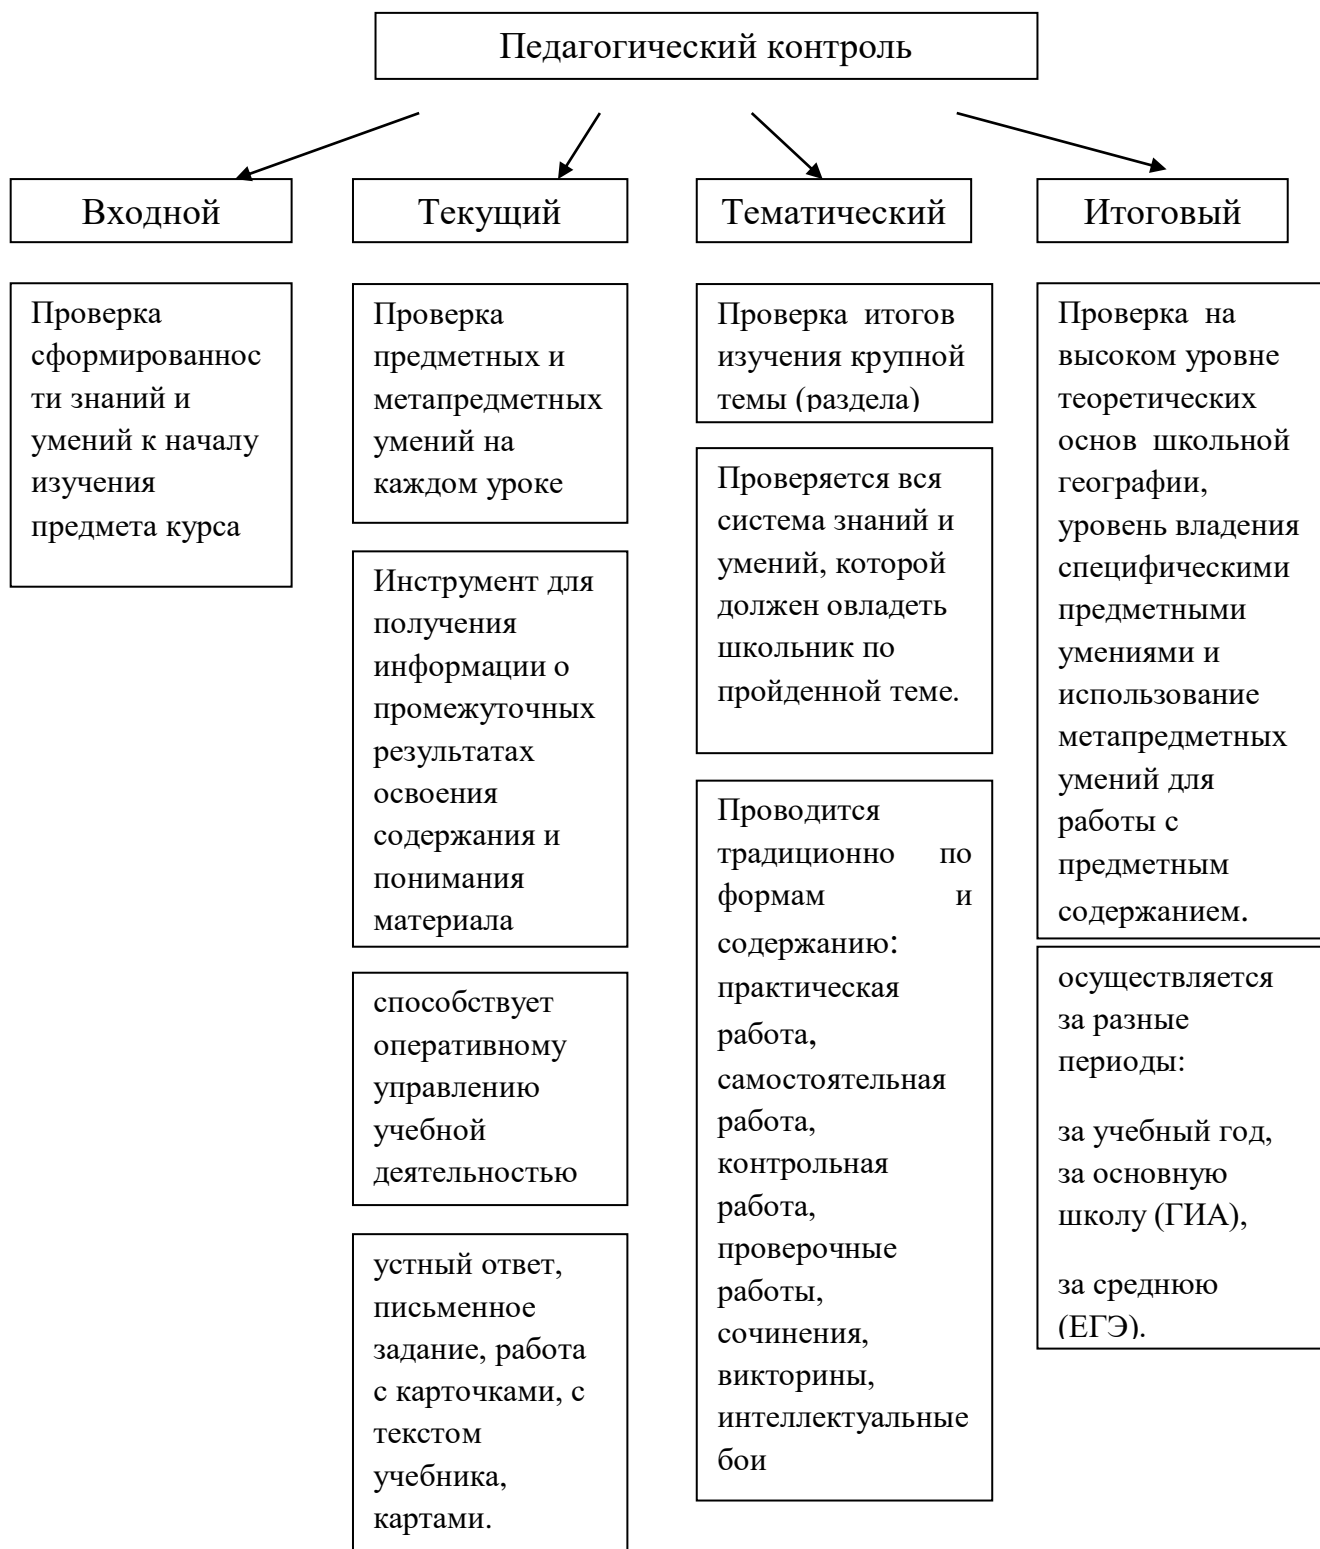 Педагогический контроль
Входной
Текущий
Тематический
Итоговый
Проверка
сформированнос
ти знаний и
умений к началу
изучения
предмета курса
Проверка
предметных и
метапредметных
умений на
каждом уроке
Инструмент для
получения
информации о
промежуточных
результатах
освоения
содержания и
понимания
материала
способствует
оперативному
управлению
учебной
деятельностью
устный ответ,
письменное
задание, работа
с карточками, с
текстом
учебника,
картами.
Проверка итогов
изучения крупной
темы (раздела)
Проверяется вся
система знаний и
умений, которой
должен овладеть
школьник по
пройденной теме.
Проводится
традиционно по
формам и
содержанию:
практическая
работа,
самостоятельная
работа,
контрольная
работа,
проверочные
работы,
сочинения,
викторины,
интеллектуальные
бои
Проверка на
высоком уровне
теоретических
основ школьной
географии,
уровень владения
специфическими
предметными
умениями и
использование
метапредметных
умений для
работы с
предметным
содержанием.
осуществляется
за разные
периоды:
за учебный год,
за основную
школу (ГИА),
за среднюю
(ЕГЭ).